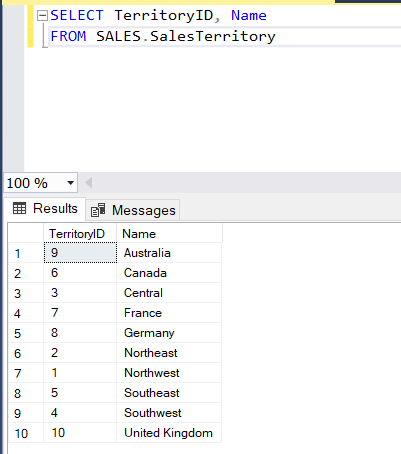 SELECT TerritoryID, Name
FROM SALES.SalesTerritory
100 %
Results Messages
TerritoryID Name
1 9 Australia
2 6 Canada
3 3 Central
4 7 France
5 8 Germany
6 2 Northeast
7 1 Northwest
8 5 Southeast
9 4 Southwest
10 10 United Kingdom